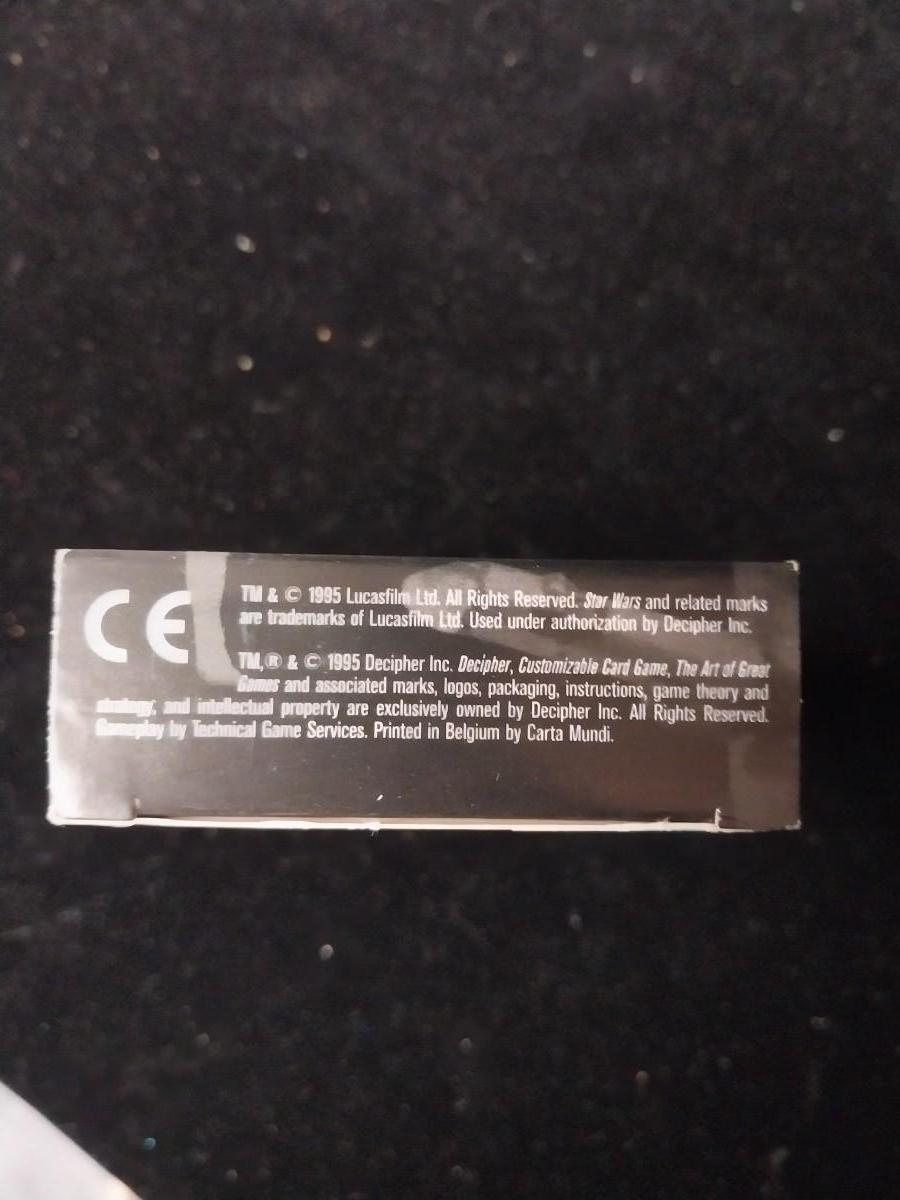 CE
TM & © 1995 Lucasfilm Ltd. All Rights Reserved. Star Wars and related marks
are trademarks of Lucasfilm Ltd. Used under authorization by Decipher Inc.
TM,® & © 1995 Decipher Inc. Decipher, Customizable Card Game, The Art of Great
Games and associated marks, logos, packaging, instructions, game theory and
strategy, and intellectual property are exclusively owned by Decipher Inc. All Rights Reserved.
Gameplay by Technical Game Services. Printed in Belgium by Carta Mundi.